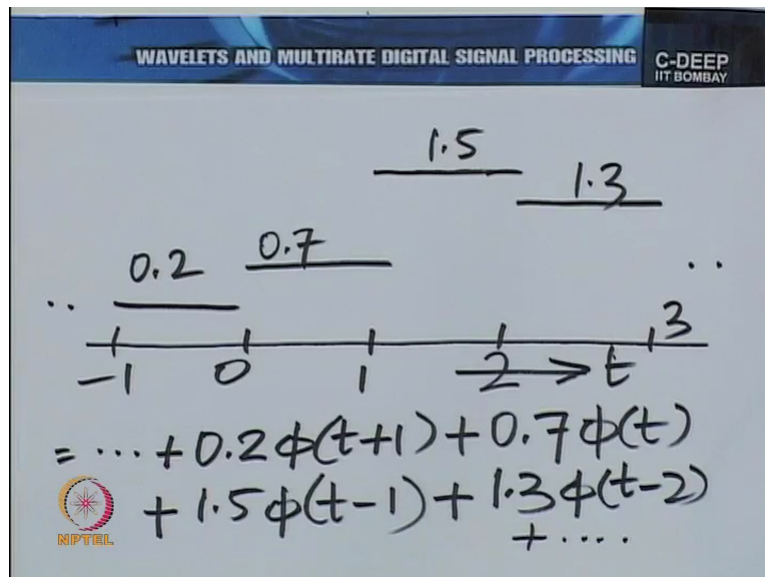 WAVELETS AND MULTIRATE DIGITAL SIGNAL PROCESSING
C-DEEP
IIT BOMBAY
1.5
1.3
0.7
0.2
.. ..
3
-1 0 1 2 → t
= ... + 0.2 ϕ(t+1) + 0.7 ϕ(t)
+ 1.5 ϕ(t-1) + 1.3 ϕ(t-2)
+ ....
NPTEL